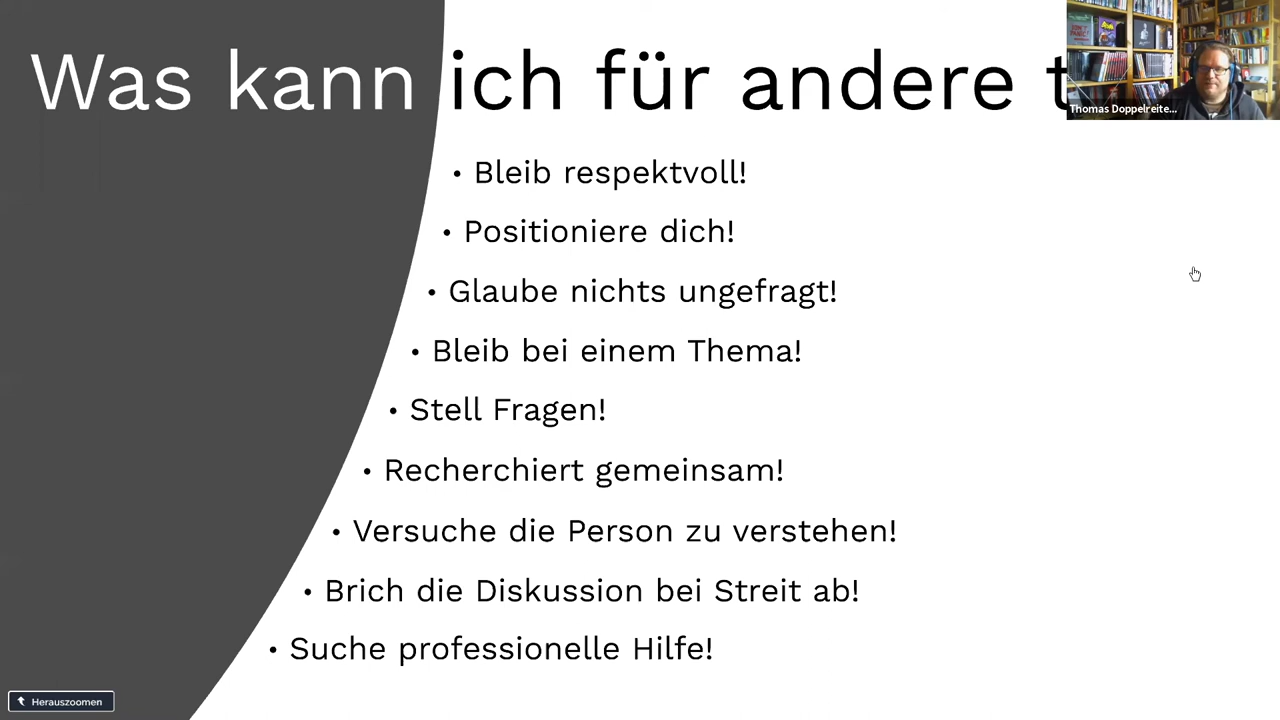 Was kann ich für andere t
Thomas Doppelreite...
• Bleib respektvoll!
• Positioniere dich!
• Glaube nichts ungefragt!
• Bleib bei einem Thema!
• Stell Fragen!
• Recherchiert gemeinsam!
• Versuche die Person zu verstehen!
• Brich die Diskussion bei Streit ab!
• Suche professionelle Hilfe!
Herauszoomen